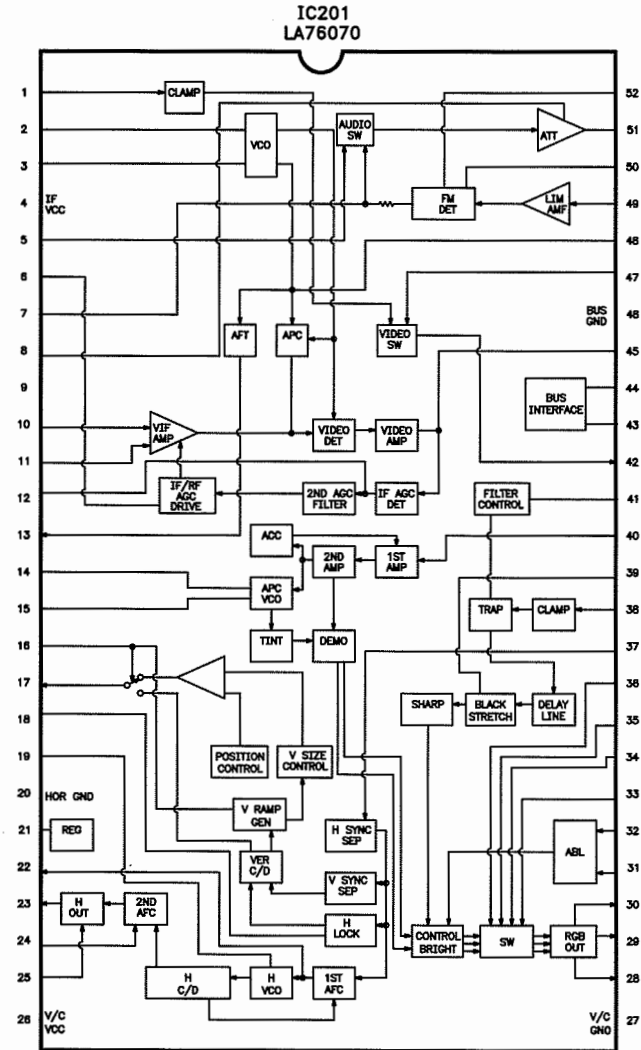 IC201
LA76070
1
CLAMP
52
2
VCO
AUDIO
SW
ATT
51
3
50
IF
VCC
4
FM
DET
LIM
AMF
49
5
48
6
47
7
BUS
GND
48
AFT
APC
VIDEO
SW
8
45
9
BUS
INTERFACE
44
10
VIF
AMP
VIDEO
DET
VIDEO
AMP
43
11
42
12
IF/RF
AGC
DRIVE
2ND AGC
FILTER
IF AGC
DET
FILTER
CONTROL
41
13
ACC
2ND
AMP
1ST
AMP
40
14
APC
VCO
39
15
TRAP
CLAMP
38
TINT
DEMO
16
37
17
36
SHARP
BLACK
STRETCH
DELAY
LINE
18
35
19
POSITION
CONTROL
V SIZE
CONTROL
34
20
HOR GND
V RAMP
GEN
33
21
REG
H SYNC
SEP
ABL
32
22
VER
C/D
V SYNC
SEP
31
23
H
OUT
2ND
AFC
H
LOCK
30
24
CONTROL
BRIGHT
SW
RGB
OUT
29
25
H
C/D
H
VCO
1ST
AFC
28
26
V/C
VCC
V/C
GNO
27